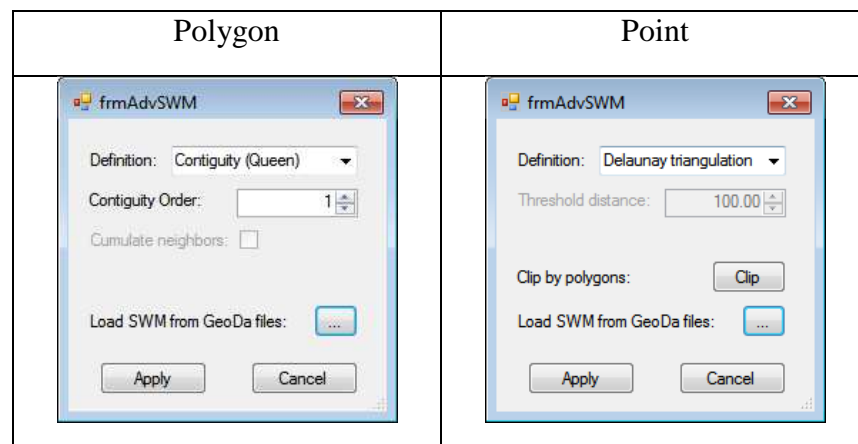 Polygon
Point
frmAdvSWM
Definition: Contiguity (Queen)
Contiguity Order: 1
Cumulate neighbors:
Load SWM from GeoDa files: ...
Apply Cancel
frmAdvSWM
Definition: Delaunay triangulation
Threshold distance: 100.00
Clip by polygons: Clip
Load SWM from GeoDa files: ...
Apply Cancel